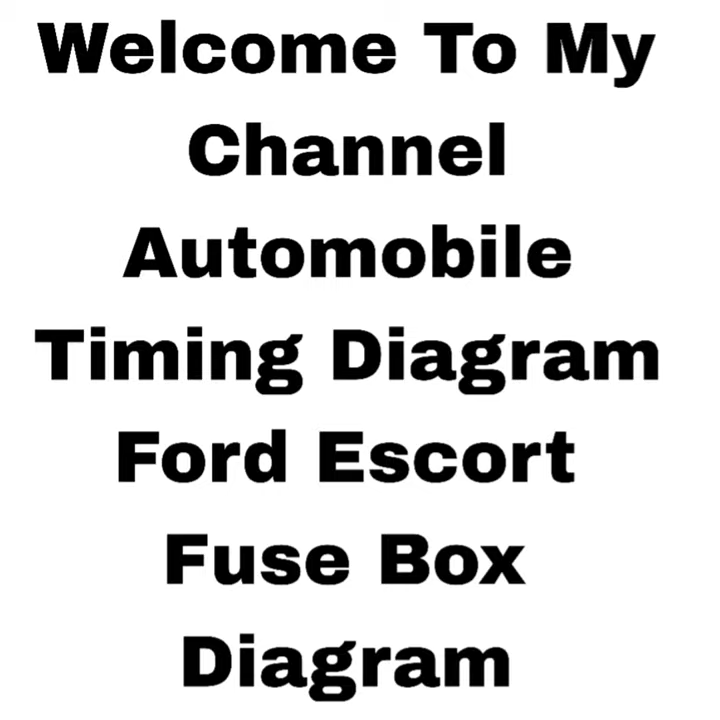 Welcome To My
Channel
Automobile
Timing Diagram
Ford Escort
Fuse Box
Diagram